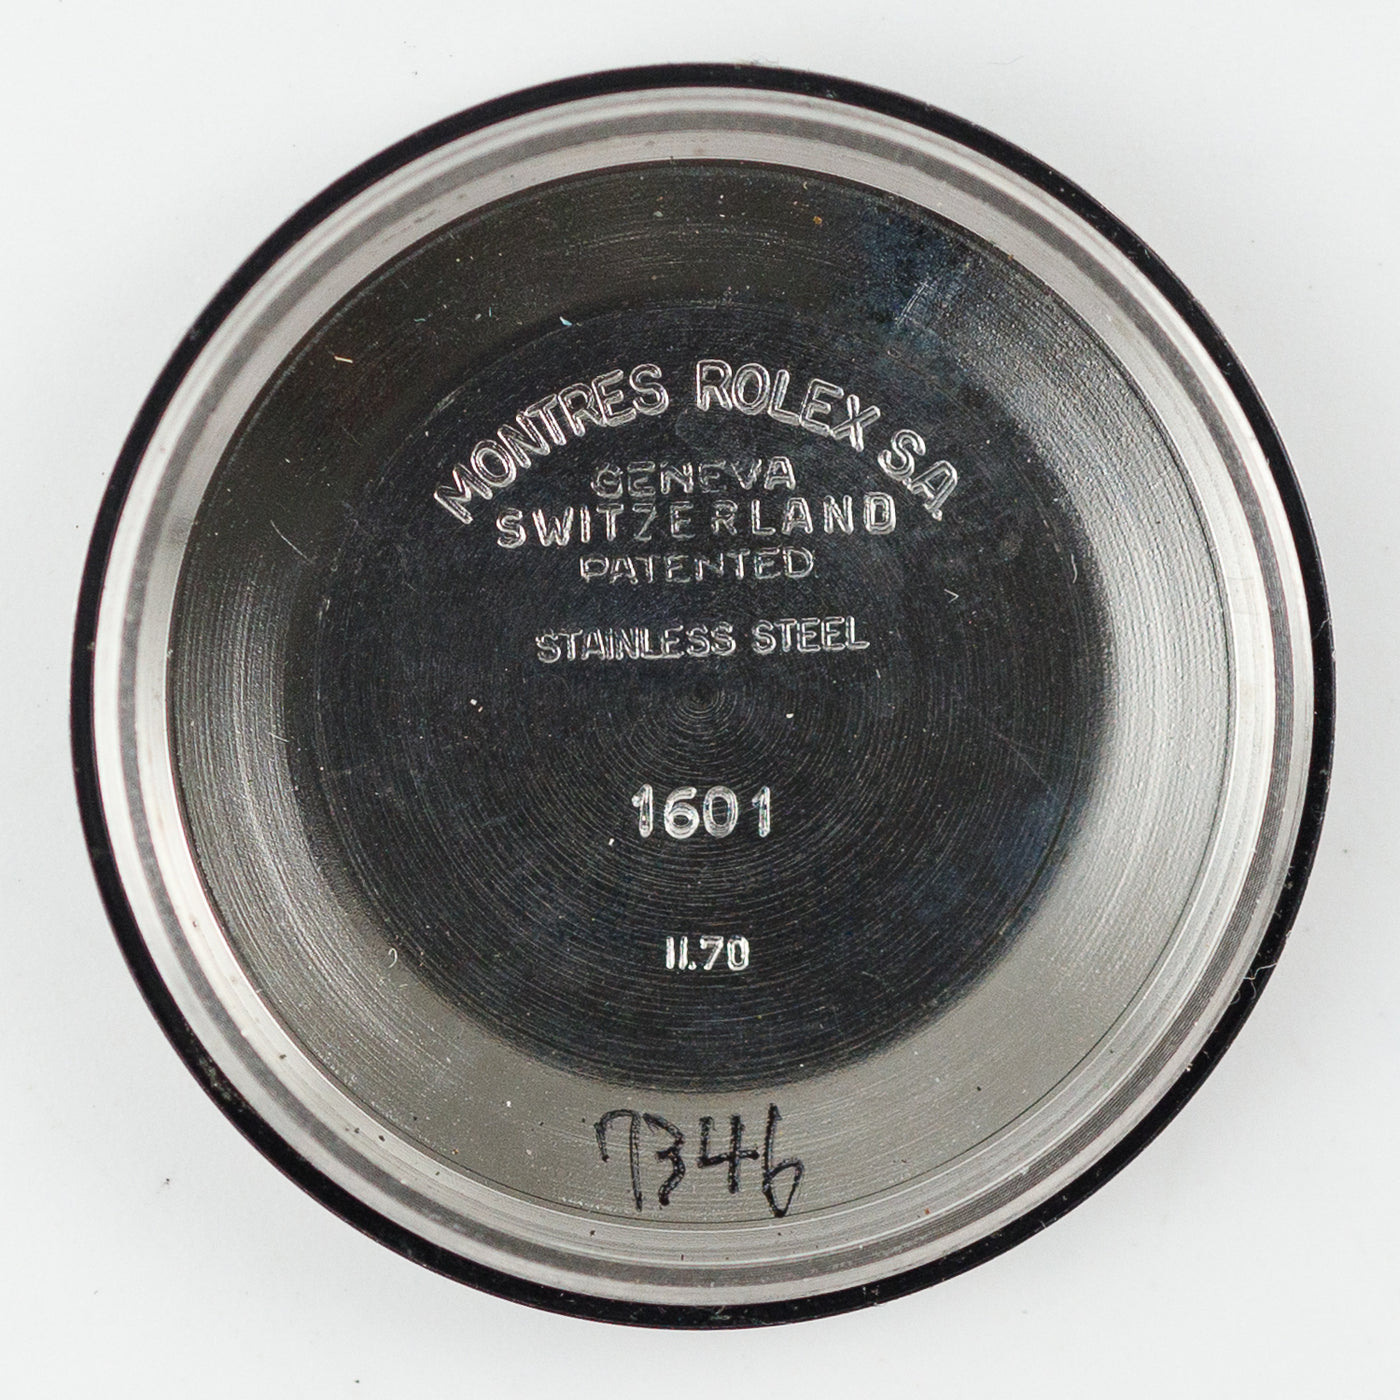 MONTRES ROLEX S.A.
GENEVA
SWITZERLAND
PATENTED
STAINLESS STEEL
1601
II.70
7346